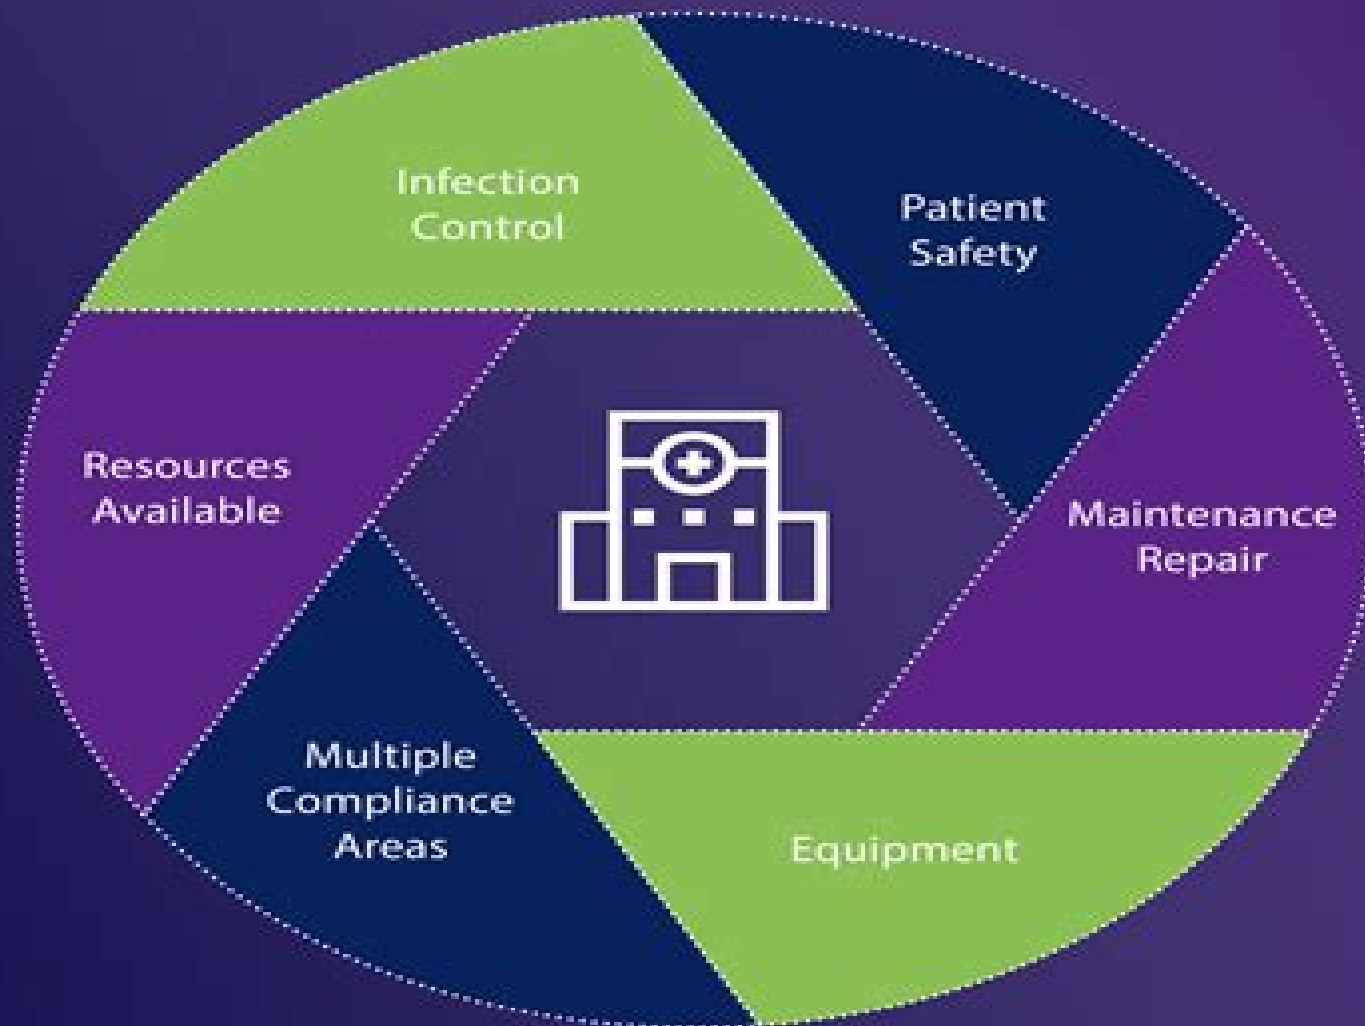 Infection
Control
Patient
Safety
Resources
Available
Maintenance
Repair
Multiple
Compliance
Areas
Equipment